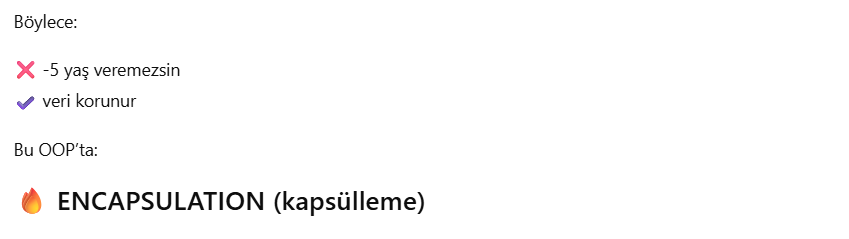 Böylece:
❌ -5 yaş veremezsin
✔ veri korunur
Bu OOP’ta:
🔥 ENCAPSULATION (kapsülleme)